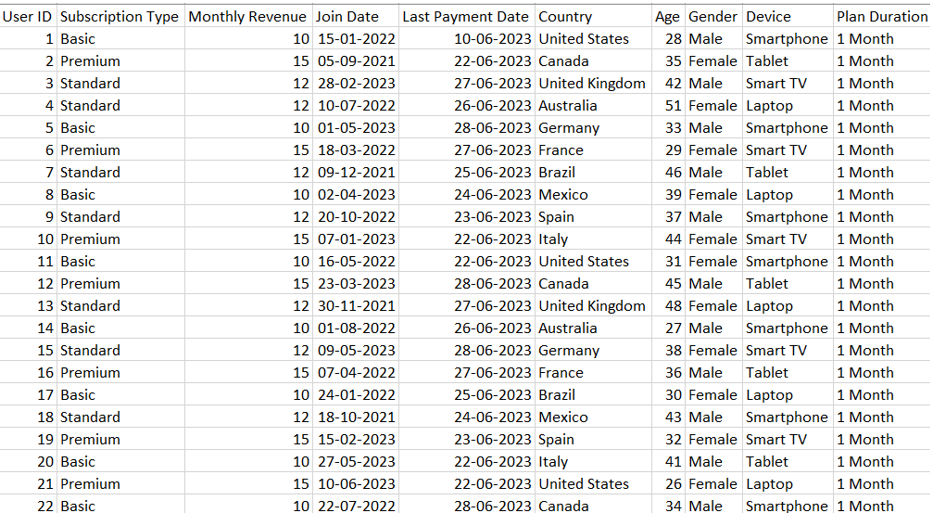 User ID Subscription Type Monthly Revenue Join Date Last Payment Date Country Age Gender Device Plan Duration
1 Basic 10 15-01-2022 10-06-2023 United States 28 Male Smartphone 1 Month
2 Premium 15 05-09-2021 22-06-2023 Canada 35 Female Tablet 1 Month
3 Standard 12 28-02-2023 27-06-2023 United Kingdom 42 Male Smart TV 1 Month
4 Standard 12 10-07-2022 26-06-2023 Australia 51 Female Laptop 1 Month
5 Basic 10 01-05-2023 28-06-2023 Germany 33 Male Smartphone 1 Month
6 Premium 15 18-03-2022 27-06-2023 France 29 Female Smart TV 1 Month
7 Standard 12 09-12-2021 25-06-2023 Brazil 46 Male Tablet 1 Month
8 Basic 10 02-04-2023 24-06-2023 Mexico 39 Female Laptop 1 Month
9 Standard 12 20-10-2022 23-06-2023 Spain 37 Male Smartphone 1 Month
10 Premium 15 07-01-2023 22-06-2023 Italy 44 Female Smart TV 1 Month
11 Basic 10 16-05-2022 22-06-2023 United States 31 Female Smartphone 1 Month
12 Premium 15 23-03-2023 28-06-2023 Canada 45 Male Tablet 1 Month
13 Standard 12 30-11-2021 27-06-2023 United Kingdom 48 Female Laptop 1 Month
14 Basic 10 01-08-2022 26-06-2023 Australia 27 Male Smartphone 1 Month
15 Standard 12 09-05-2023 28-06-2023 Germany 38 Female Smart TV 1 Month
16 Premium 15 07-04-2022 27-06-2023 France 36 Male Tablet 1 Month
17 Basic 10 24-01-2022 25-06-2023 Brazil 30 Female Laptop 1 Month
18 Standard 12 18-10-2021 24-06-2023 Mexico 43 Male Smartphone 1 Month
19 Premium 15 15-02-2023 23-06-2023 Spain 32 Female Smart TV 1 Month
20 Basic 10 27-05-2023 22-06-2023 Italy 41 Male Tablet 1 Month
21 Premium 15 10-06-2023 22-06-2023 United States 26 Female Laptop 1 Month
22 Basic 10 22-07-2022 28-06-2023 Canada 34 Male Smartphone 1 Month